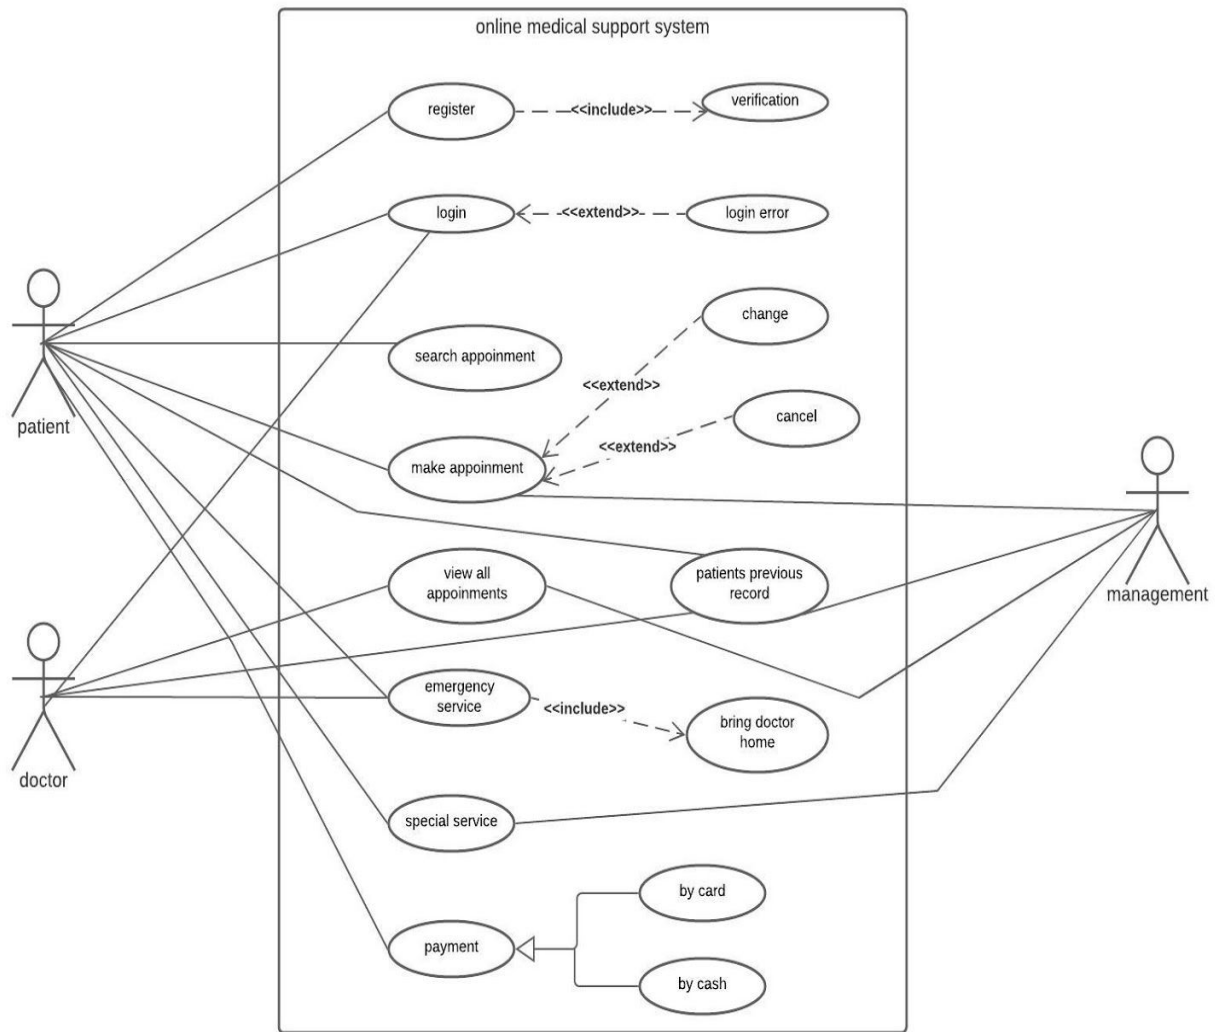 online medical support system
register
<<include>>
verification
login
<<extend>>
login error
change
search appoinment
<<extend>>
cancel
patient
<<extend>>
make appoinment
view all
appoinments
patients previous
record
management
emergency
service
<<include>>
bring doctor
home
doctor
special service
by card
payment
by cash